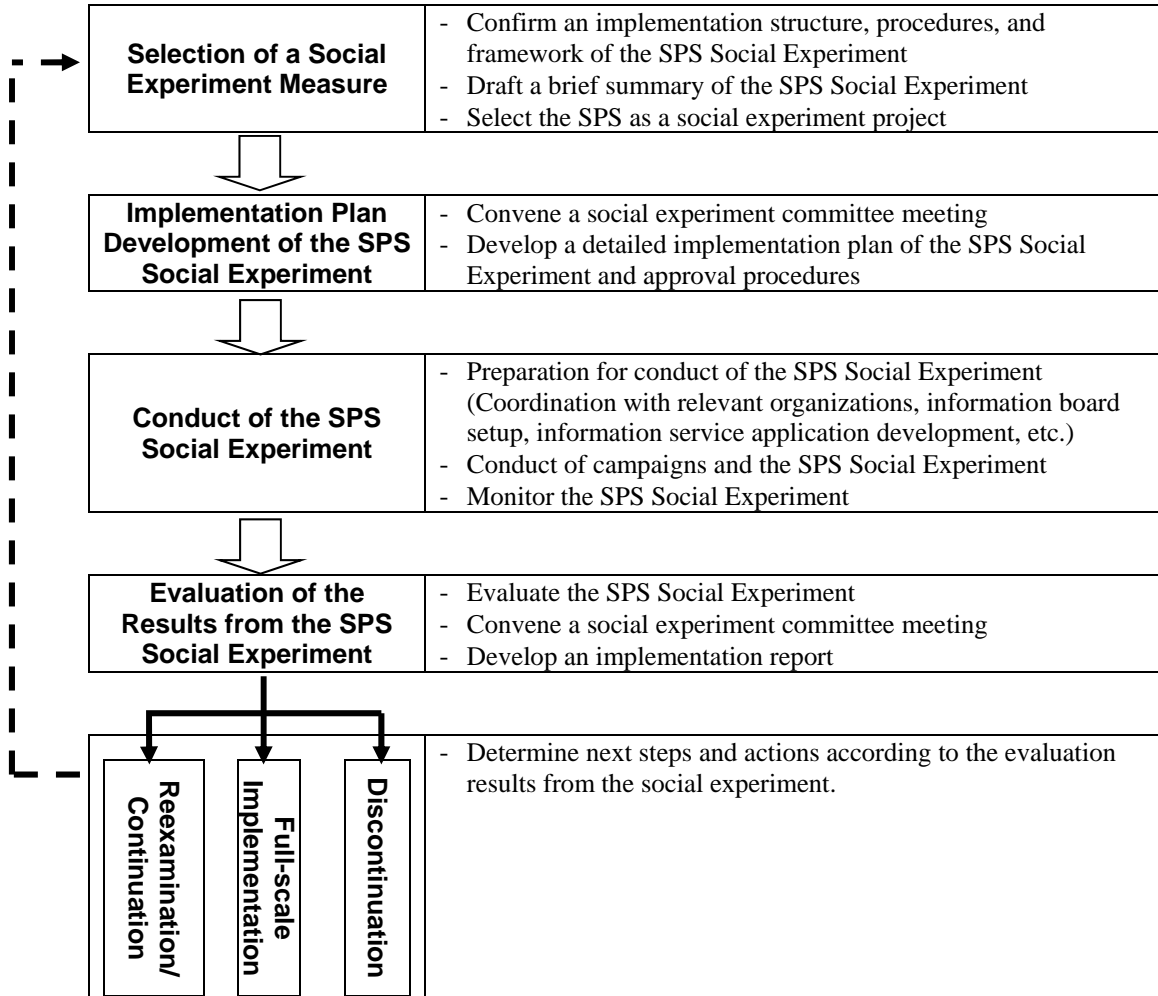 Selection of a Social
Experiment Measure
- Confirm an implementation structure, procedures, and
framework of the SPS Social Experiment
- Draft a brief summary of the SPS Social Experiment
- Select the SPS as a social experiment project
Implementation Plan
Development of the SPS
Social Experiment
- Convene a social experiment committee meeting
- Develop a detailed implementation plan of the SPS Social
Experiment and approval procedures
Conduct of the SPS
Social Experiment
- Preparation for conduct of the SPS Social Experiment
(Coordination with relevant organizations, information board
setup, information service application development, etc.)
- Conduct of campaigns and the SPS Social Experiment
- Monitor the SPS Social Experiment
Evaluation of the
Results from the SPS
Social Experiment
- Evaluate the SPS Social Experiment
- Convene a social experiment committee meeting
- Develop an implementation report
Reexamination/
Continuation
Full-scale
Implementation
Discontinuation
- Determine next steps and actions according to the evaluation
results from the social experiment.